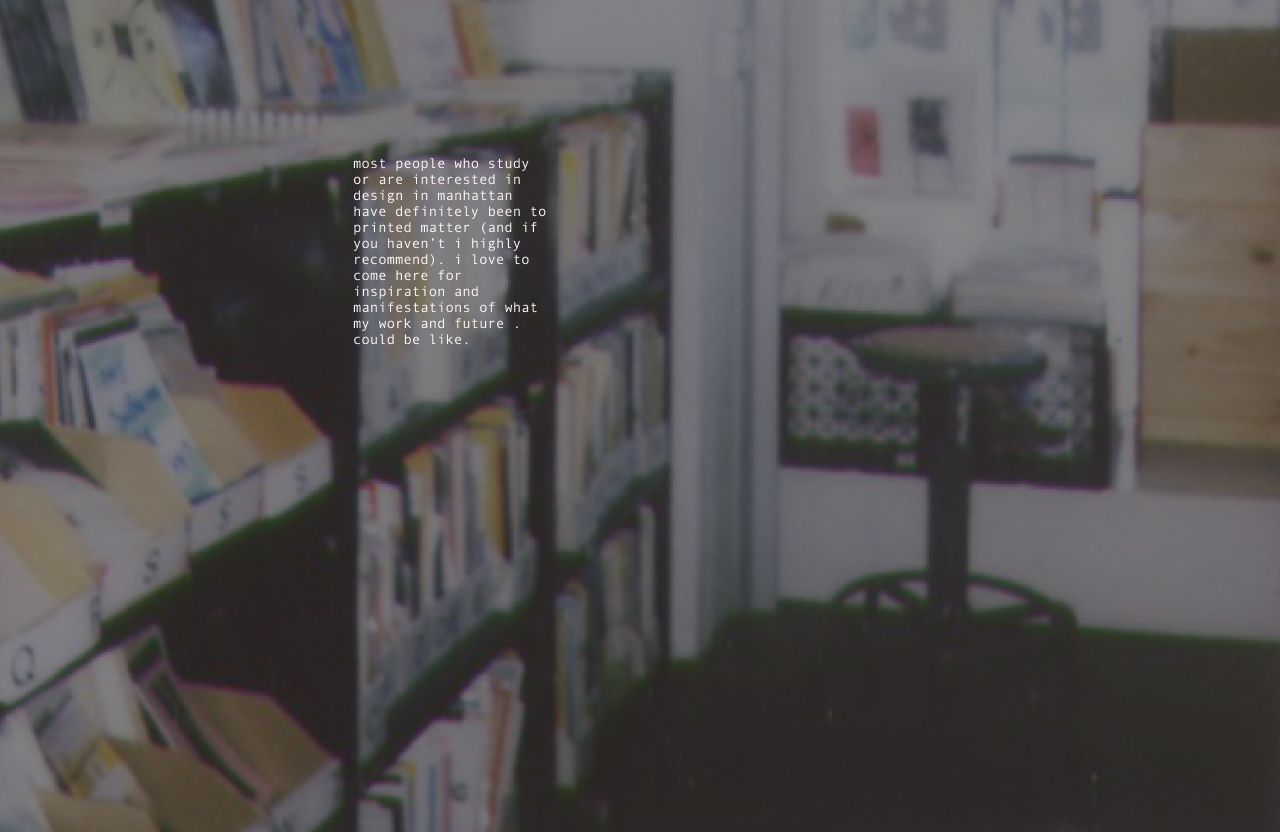 most people who study
or are interested in
design in manhattan
have definitely been to
printed matter (and if
you haven't i highly
recommend). i love to
come here for
inspiration and
manifestations of what
my work and future .
could be like.
S
S
S
Q